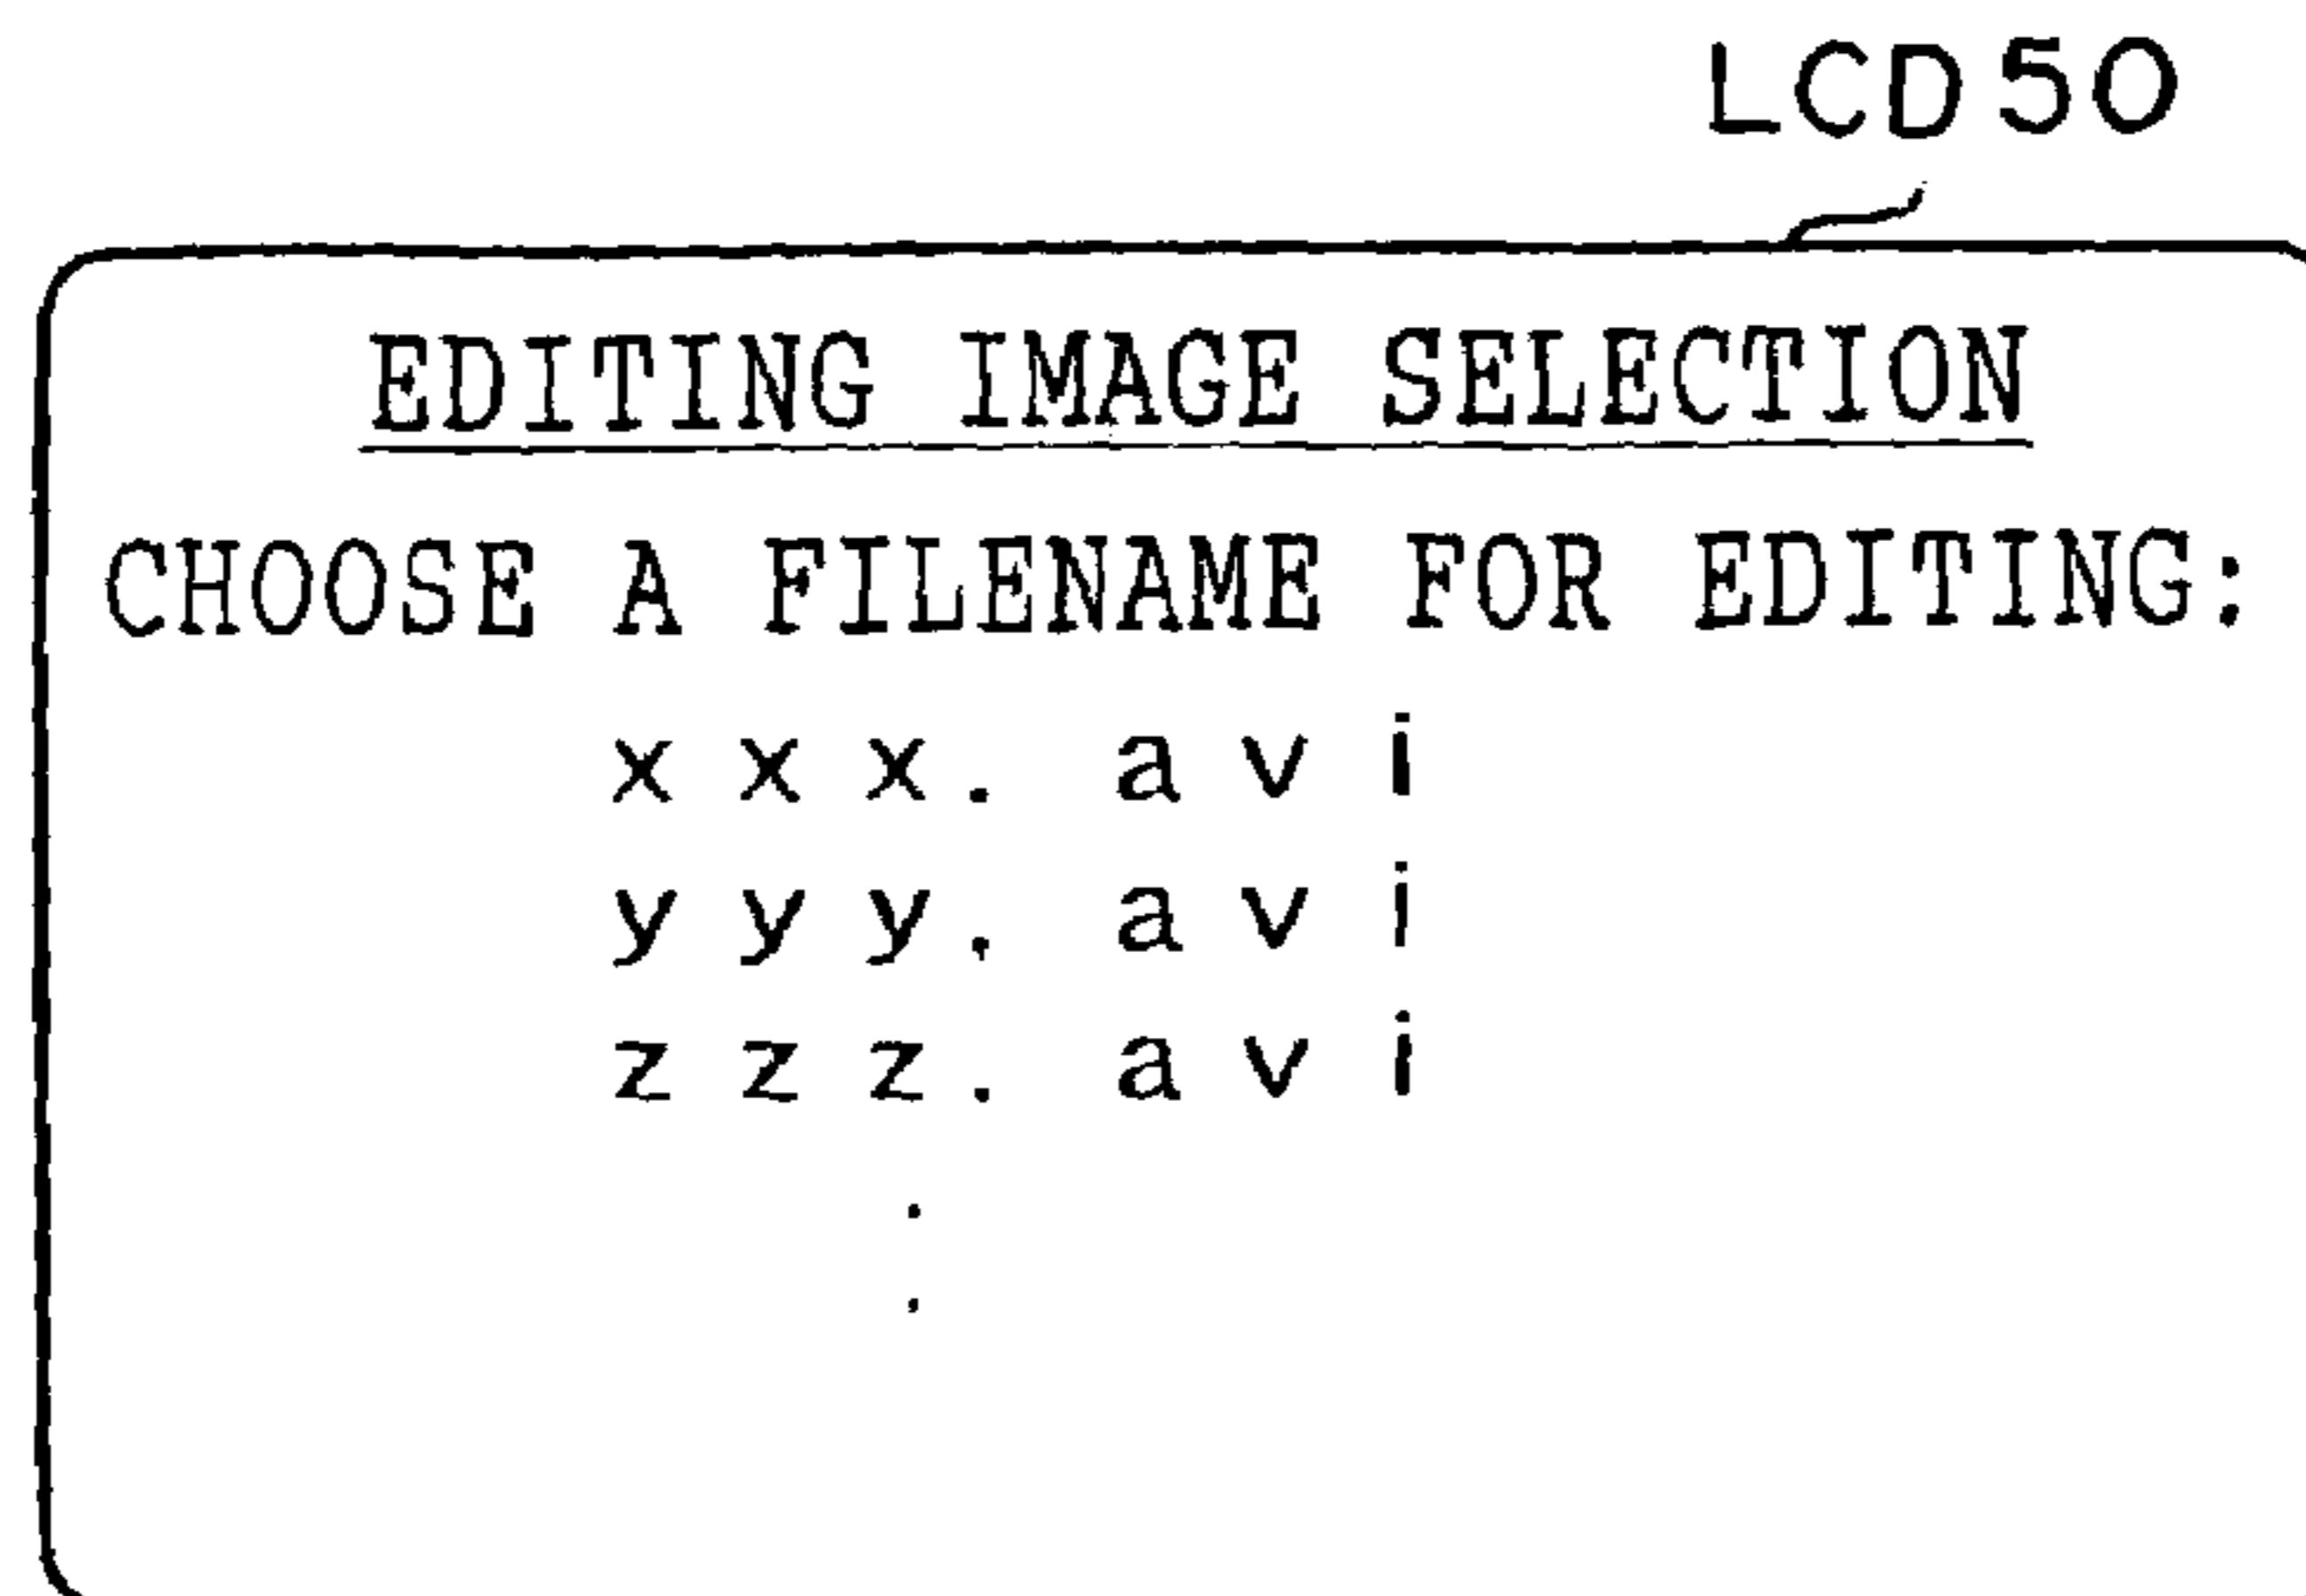 LCD50
EDITING IMAGE SELECTION
CHOOSE A FILENAME FOR EDITING:
xxx. avi
yyy. avi
zzz. avi